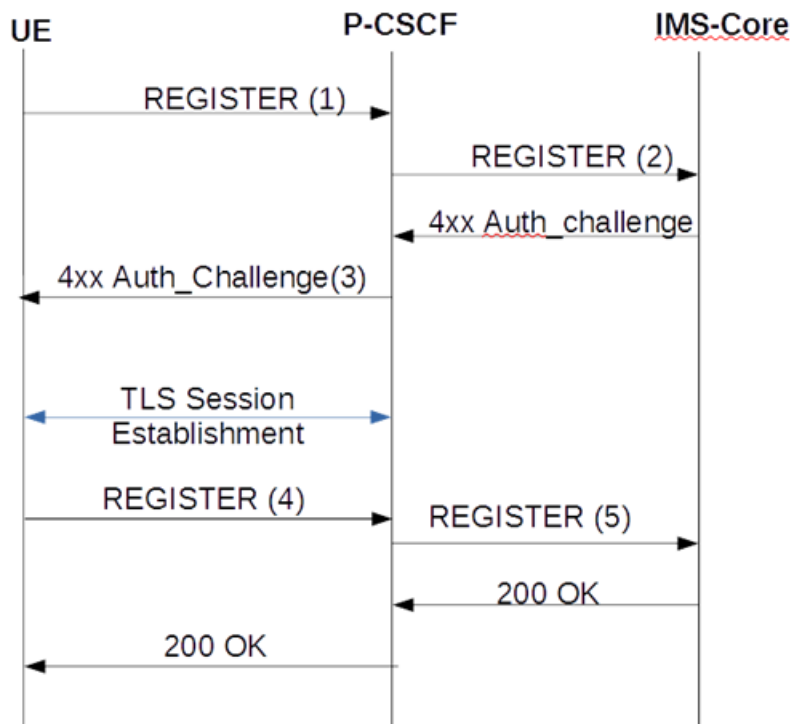 UE
P-CSCF
IMS-Core
REGISTER (1)
REGISTER (2)
4xx Auth_challenge
4xx Auth_Challenge(3)
TLS Session
Establishment
REGISTER (4)
REGISTER (5)
200 OK
200 OK